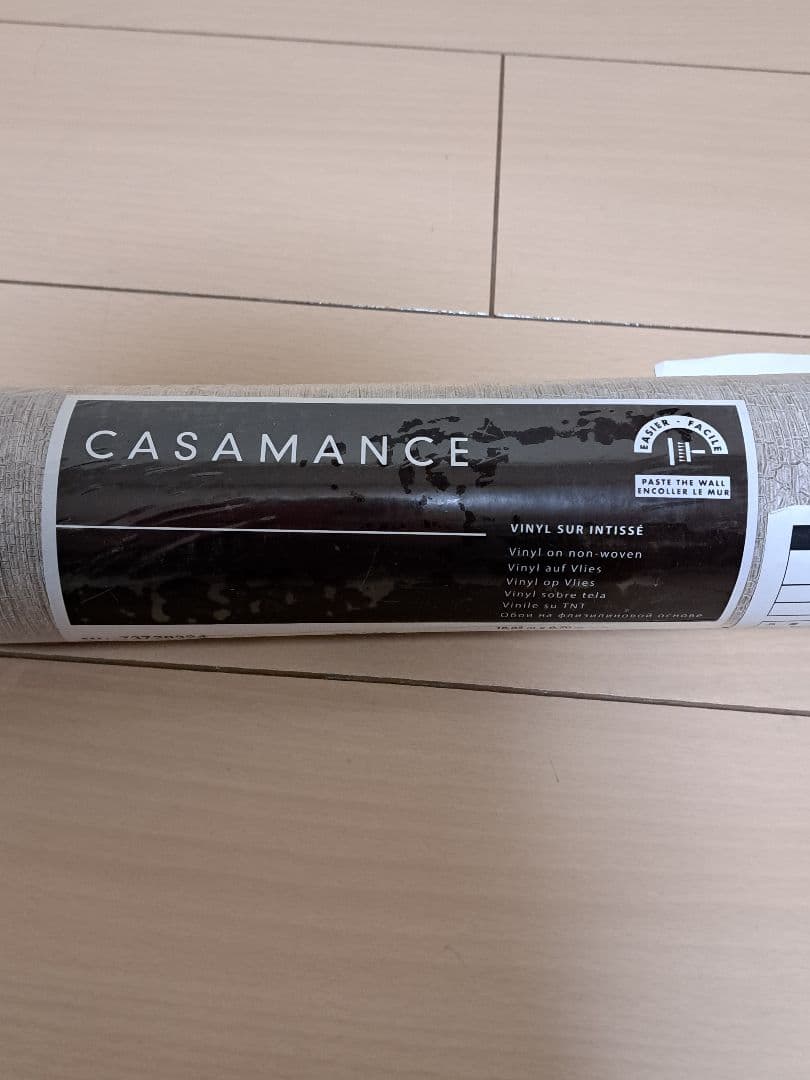 CASAMANCE
EASIER - FACILE
PASTE THE WALL
ENCOLLER LE MUR
VINYL SUR INTISSÉ
Vinyl on non-woven
Vinyl auf Vlies
Vinyl op Vlies
Vinyl sobre tela
Vinile su TNT
Обои на флизилиновой основе